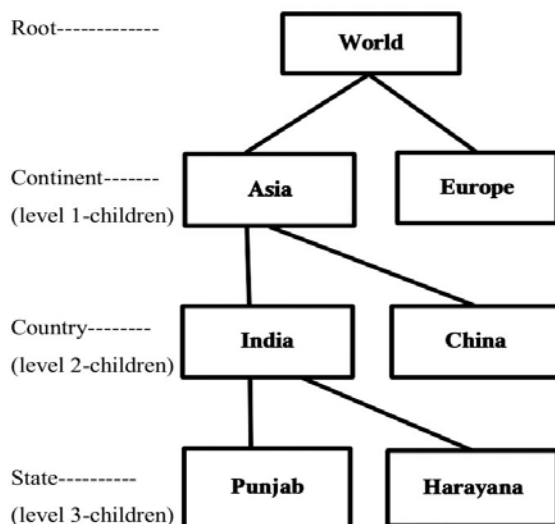 Root-------------
World
Continent-------
(level 1-children)
Asia
Europe
Country--------
(level 2-children)
India
China
State----------
(level 3-children)
Punjab
Harayana